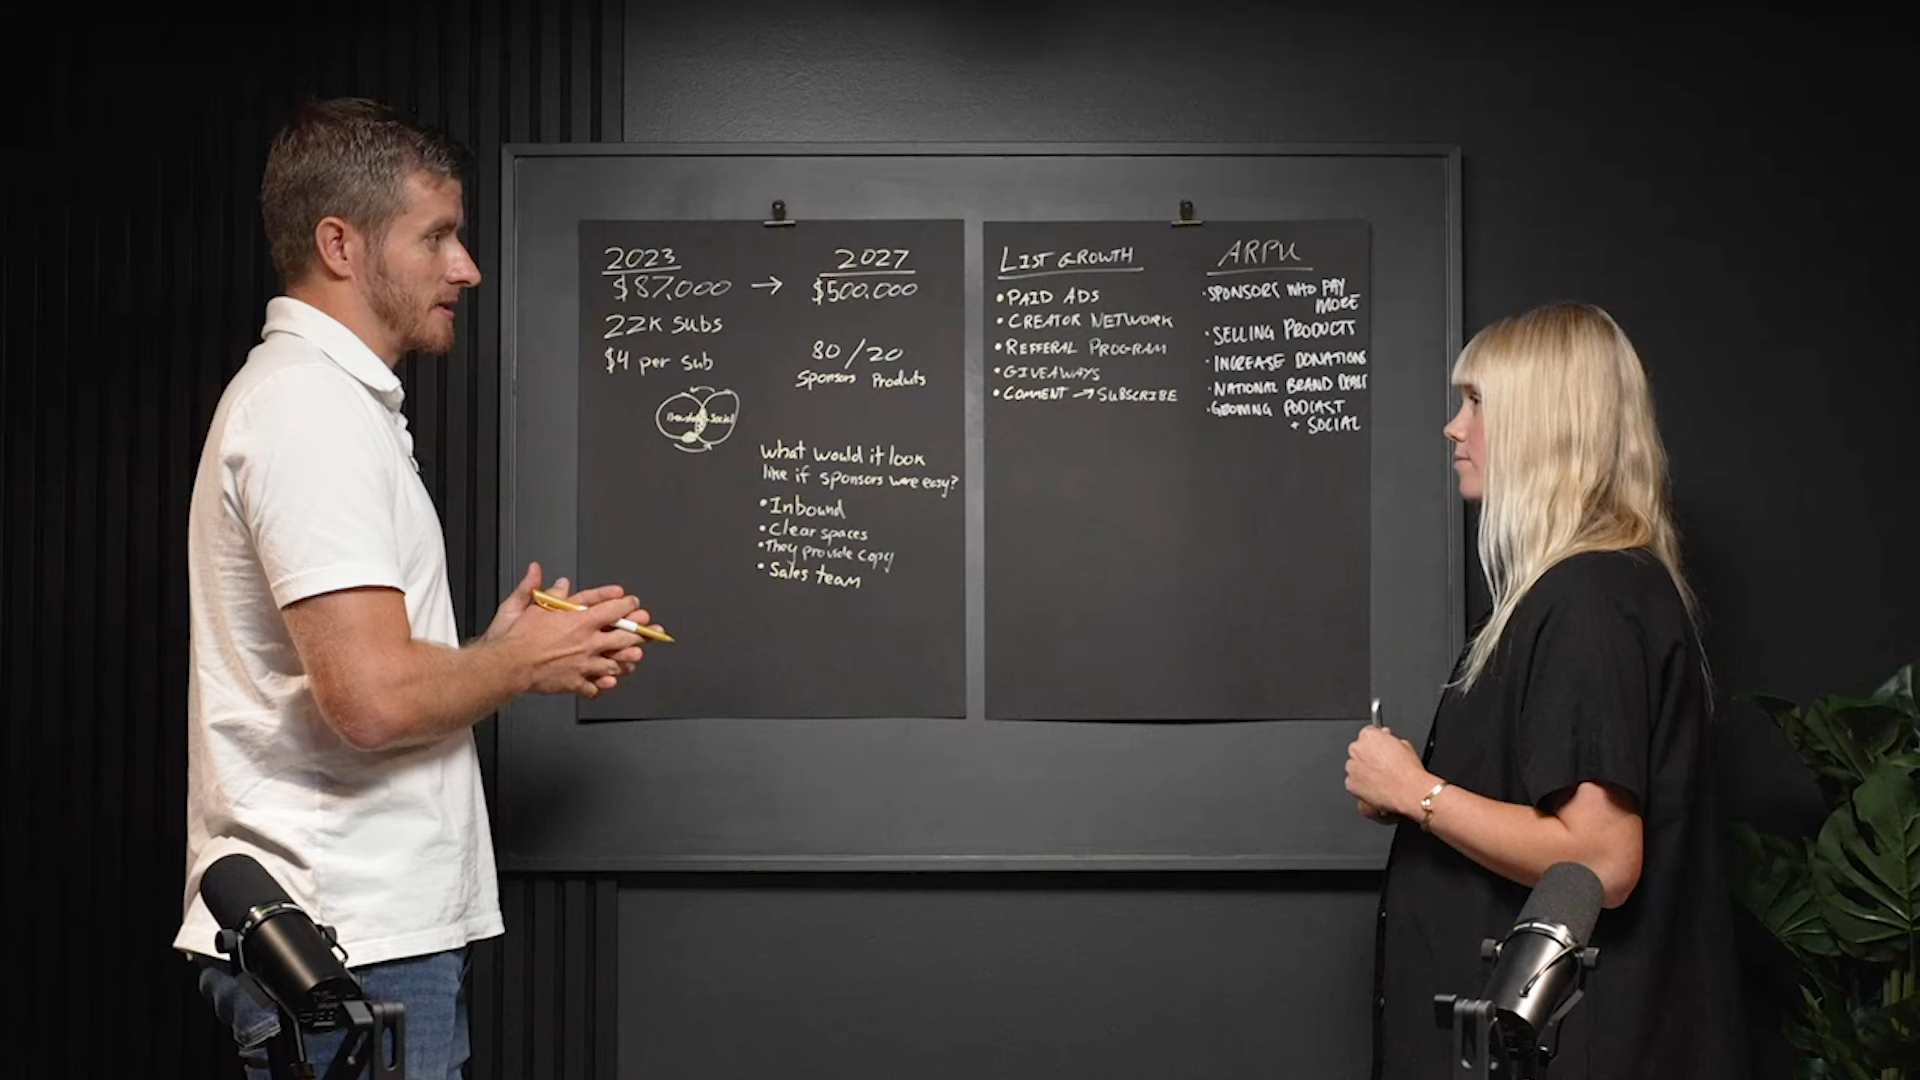 2023
$87,000 →
22K subs
$4 per sub
Social
2027
$500,000
80/20
Sponsors Products
What would it look
like if sponsors were easy?
• Inbound
• Clear spaces
• They provide copy
• Sales team
LIST GROWTH
• PAID ADS
• CREATOR NETWORK
• REFFERAL PROGRAM
• GIVEAWAYS
• COMMENT → SUBSCRIBE
ARPU
• SPONSORS WHO PAY
MORE
• SELLING PRODUCTS
• INCREASE DONATIONS
• NATIONAL BRAND DEALS
• GROWING PODCAST
+ SOCIAL